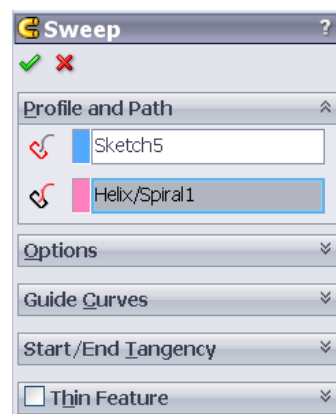 Sweep ?
Profile and Path
Sketch5
Helix/Spiral1
Options
Guide Curves
Start/End Tangency
Thin Feature